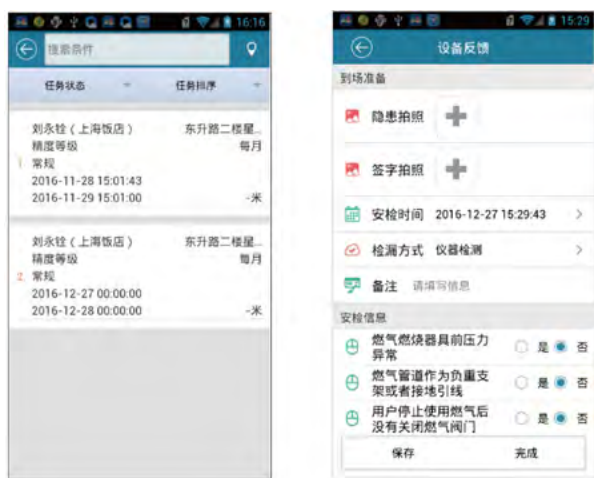 16:16
搜索条件
任务状态
任务排序
刘永铨（上海饭店）
东升路二楼星...
精度等级
每月
1. 常规
2016-11-28 15:01:43
2016-11-29 15:01:00
-米
刘永铨（上海饭店）
东升路二楼星...
精度等级
每月
2. 常规
2016-12-27 00:00:00
2016-12-28 00:00:00
-米
15:29
设备反馈
到场准备
隐患拍照
签字拍照
安检时间 2016-12-27 15:29:43
检漏方式 仪器检测
备注 请填写信息
安检信息
燃气燃烧器具前压力
异常
是 否
燃气管道作为负重支
架或者接地引线
是 否
用户停止使用燃气后
没有关闭燃气阀门
是 否
保存
完成